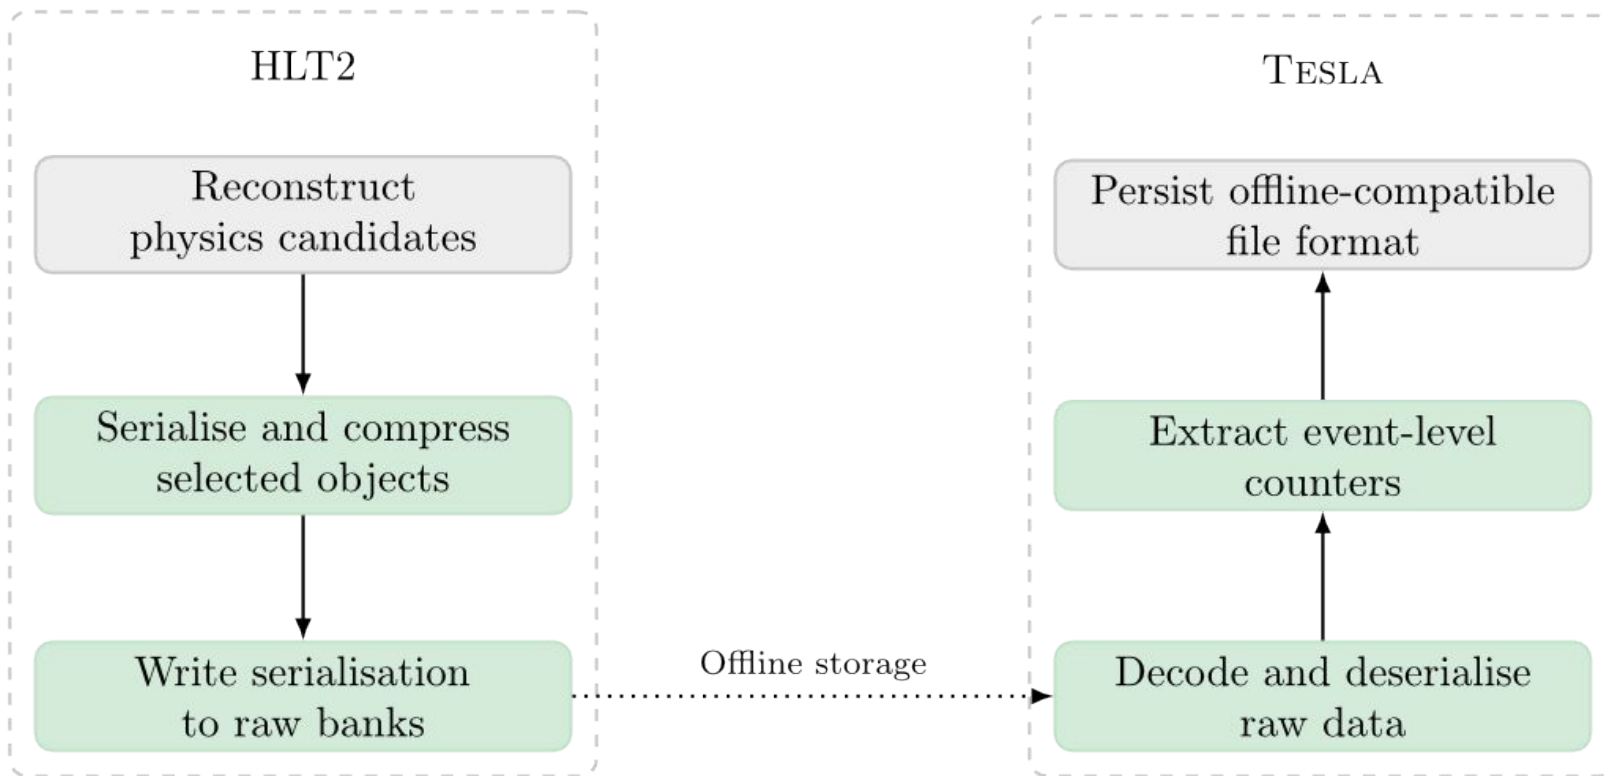 HLT2
Reconstruct
physics candidates
Serialise and compress
selected objects
Write serialisation
to raw banks
Offline storage
TESLA
Persist offline-compatible
file format
Extract event-level
counters
Decode and deserialise
raw data